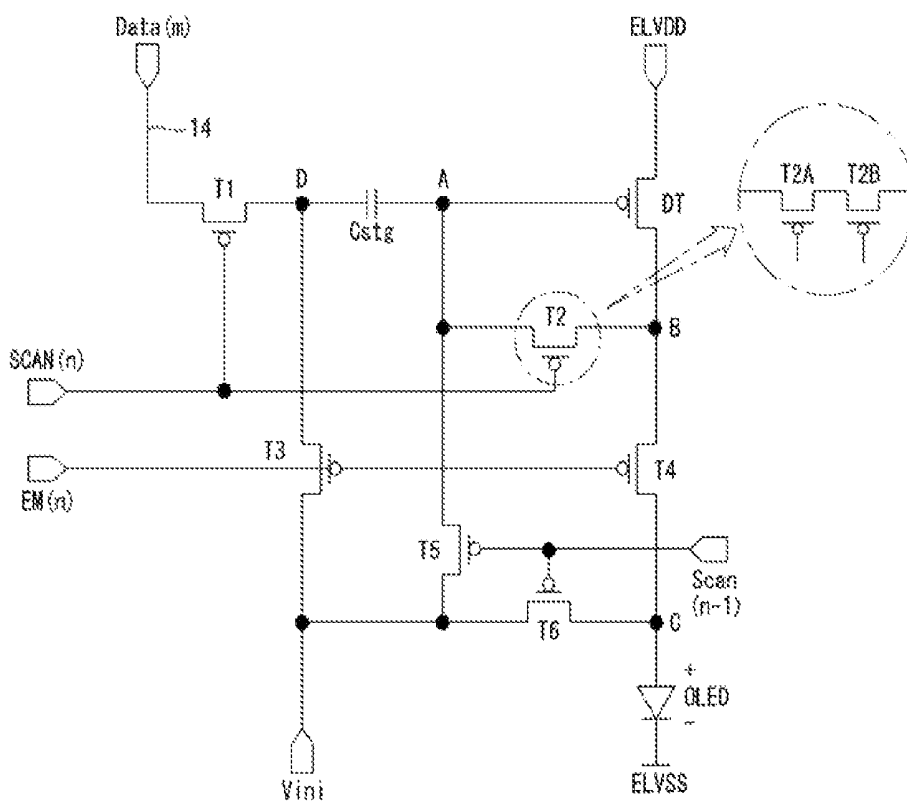 Data(m)
ELVDD
14
T2A
T2B
T1
D
A
DT
Cstg
T2
B
SCAN(n)
T3
T4
EM(n)
T5
Scan
(n-1)
T6
C
+
OLED
-
Vini
ELVSS